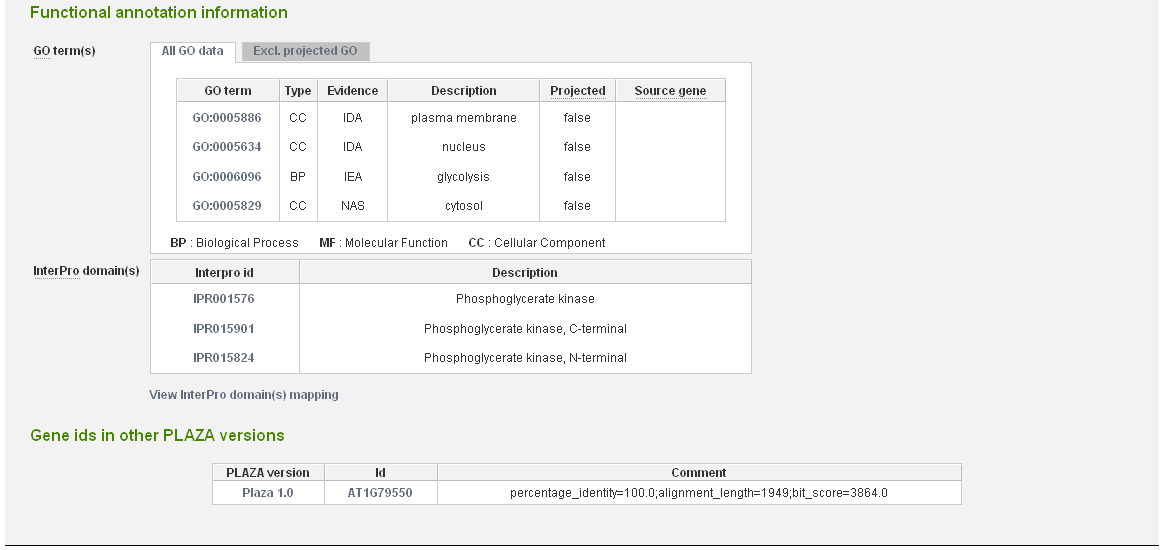 Functional annotation information
GO term(s)
All GO data Excl. projected GO
GO term Type Evidence Description Projected Source gene
GO:0005886 CC IDA plasma membrane false
GO:0005634 CC IDA nucleus false
GO:0006096 BP IEA glycolysis false
GO:0005829 CC NAS cytosol false
BP : Biological Process MF : Molecular Function CC : Cellular Component
InterPro domain(s)
Interpro id Description
IPR001576 Phosphoglycerate kinase
IPR015901 Phosphoglycerate kinase, C-terminal
IPR015824 Phosphoglycerate kinase, N-terminal
View InterPro domain(s) mapping
Gene ids in other PLAZA versions
PLAZA version Id Comment
Plaza 1.0 AT1G79550 percentage_identity=100.0;alignment_length=1949;bit_score=3864.0